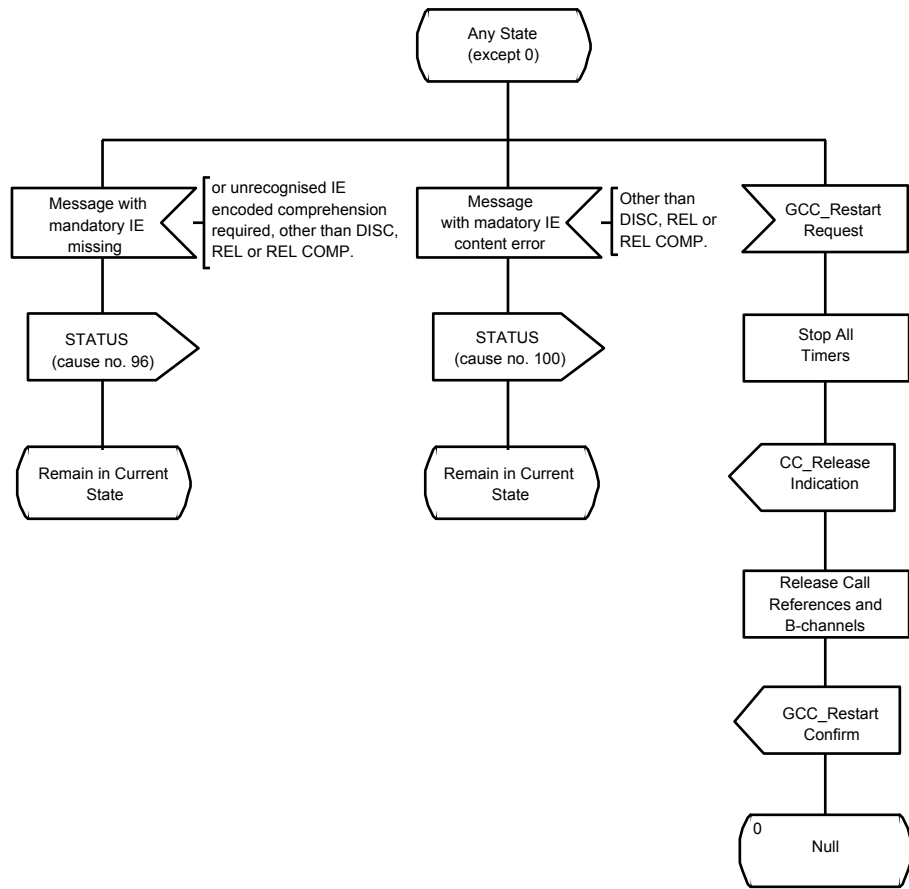 Any State
(except 0)
Message with
mandatory IE
missing
or unrecognised IE
encoded comprehension
required, other than DISC,
REL or REL COMP.
Message
with madatory IE
content error
Other than
DISC, REL or
REL COMP.
GCC_Restart
Request
STATUS
(cause no. 96)
STATUS
(cause no. 100)
Stop All
Timers
Remain in Current
State
Remain in Current
State
CC_Release
Indication
Release Call
References and
B-channels
GCC_Restart
Confirm
0
Null